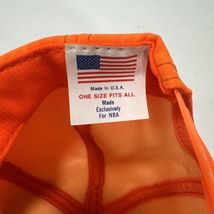 Made in U.S.A.
ONE SIZE FITS ALL
Made
Exclusively
For NRA